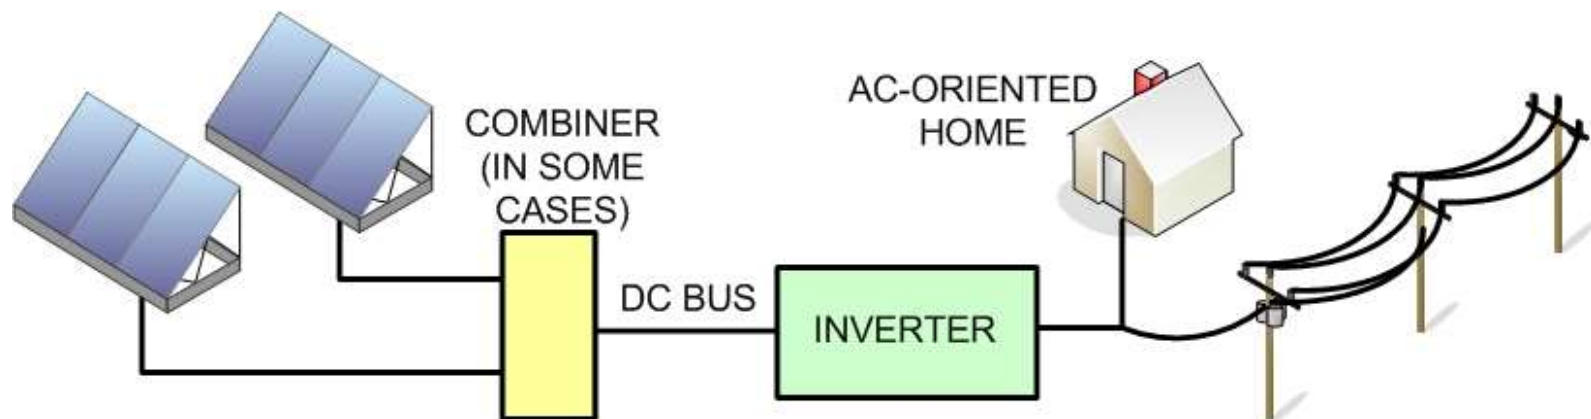 COMBINER
(IN SOME
CASES)
DC BUS
INVERTER
AC-ORIENTED
HOME